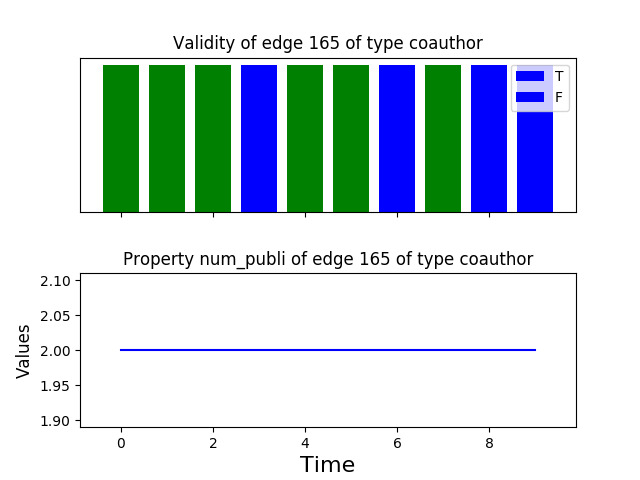 Validity of edge 165 of type coauthor
T
F
Property num_publi of edge 165 of type coauthor
2.10
2.05
2.00
1.95
1.90
Values
0 2 4 6 8
Time